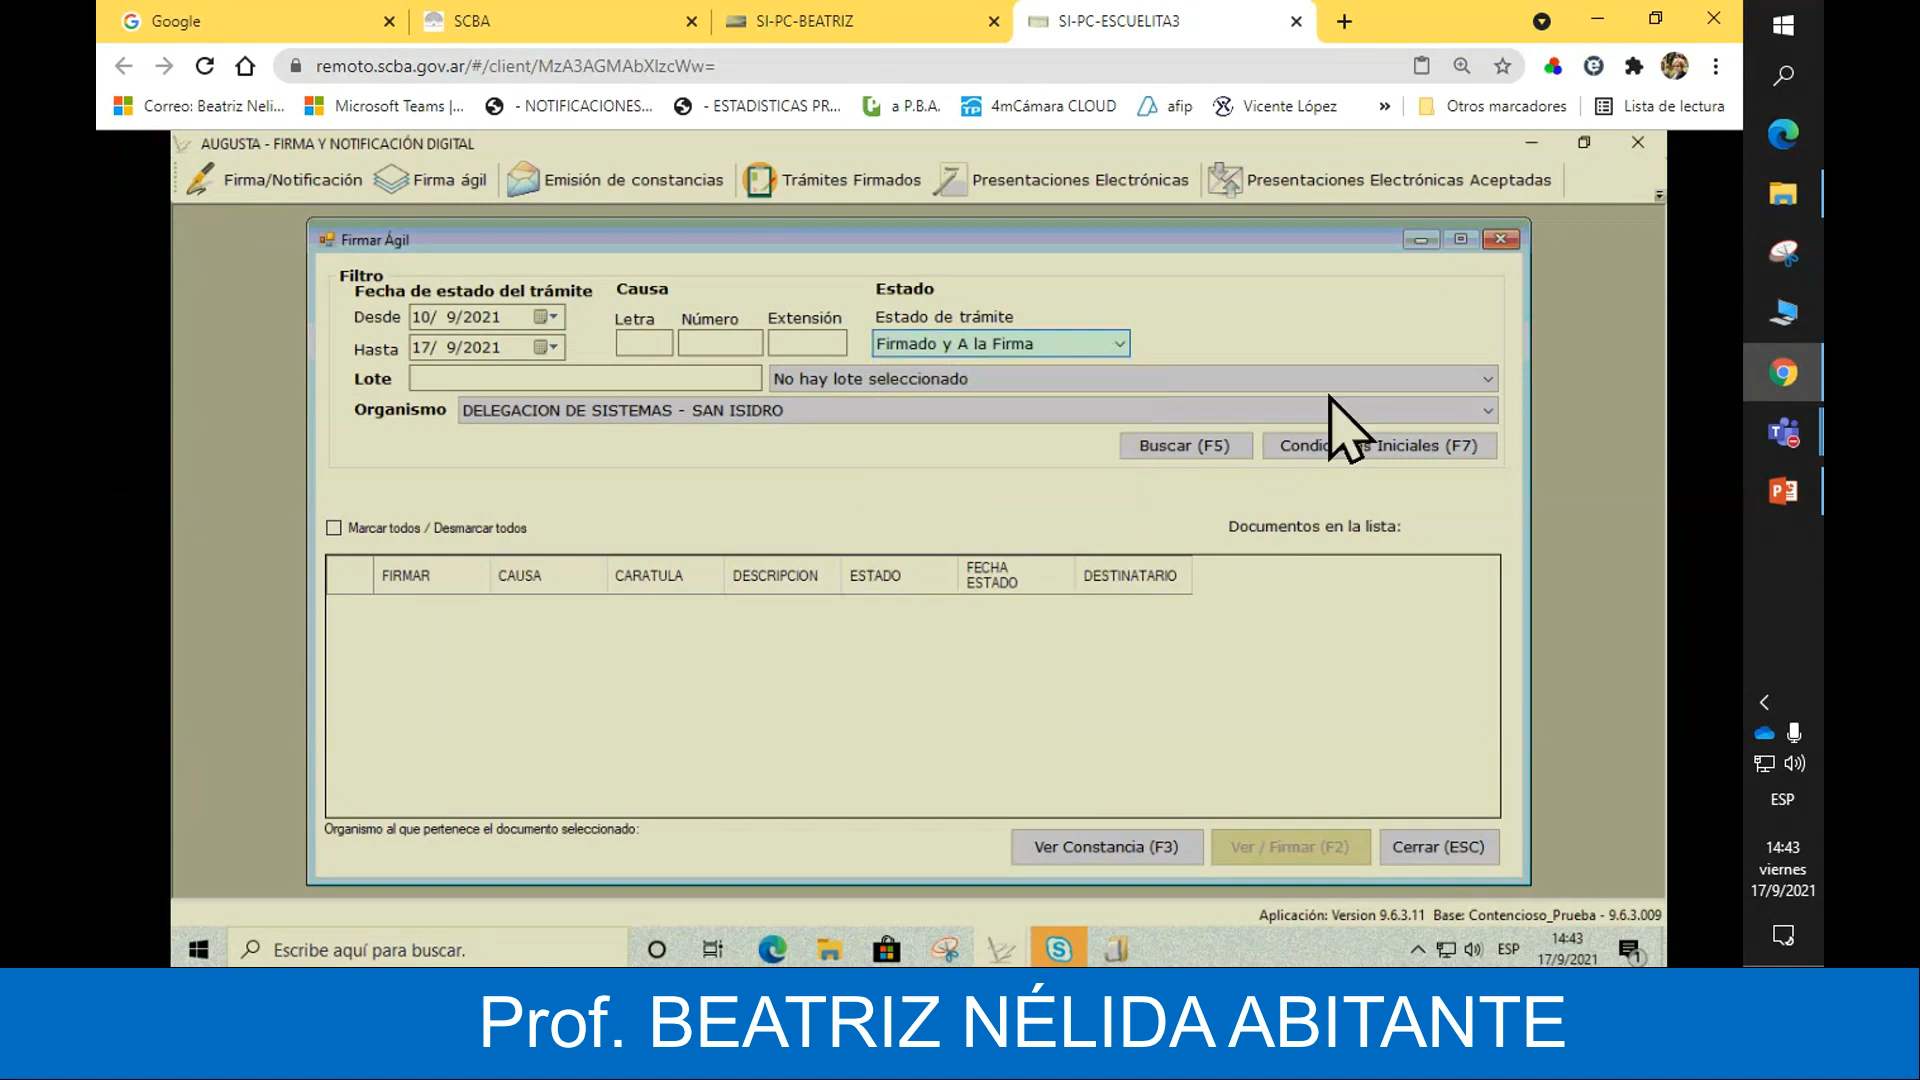 Google
SCBA
SI-PC-BEATRIZ
SI-PC-ESCUELITA3
remoto.scba.gov.ar/#/client/MzA3AGMAbXlzcWw=
Correo: Beatriz Neli...
Microsoft Teams |...
- NOTIFICACIONES...
- ESTADISTICAS PR...
a P.B.A.
4mCámara CLOUD
afip
Vicente López
»
Otros marcadores
Lista de lectura
AUGUSTA - FIRMA Y NOTIFICACIÓN DIGITAL
Firma/Notificación
Firma ágil
Emisión de constancias
Trámites Firmados
Presentaciones Electrónicas
Presentaciones Electrónicas Aceptadas
Firmar Ágil
Filtro
Fecha de estado del trámite
Causa
Estado
Desde 10/ 9/2021
Letra
Número
Extensión
Estado de trámite
Hasta 17/ 9/2021
Firmado y A la Firma
Lote
No hay lote seleccionado
Organismo DELEGACION DE SISTEMAS - SAN ISIDRO
Buscar (F5)
Iniciales (F7)
Marcar todos / Desmarcar todos
Documentos en la lista:
FIRMAR
CAUSA
CARATULA
DESCRIPCION
ESTADO
FECHA
ESTADO
DESTINATARIO
Organismo al que pertenece el documento seleccionado:
Ver Constancia (F3)
Ver / Firmar (F2)
Cerrar (ESC)
Aplicación: Version 9.6.3.11 Base: Contencioso_Prueba - 9.6.3.009
Escribe aquí para buscar.
ESP
14:43
17/9/2021
1
ESP
14:43
viernes
17/9/2021
Prof. BEATRIZ NÉLIDA ABITANTE